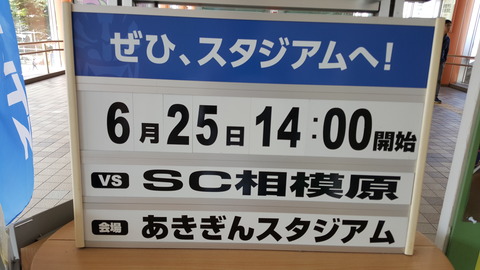 ぜひ、スタジアムへ!
6月25日14:00開始
VS SC相模原
会場 あきぎんスタジアム